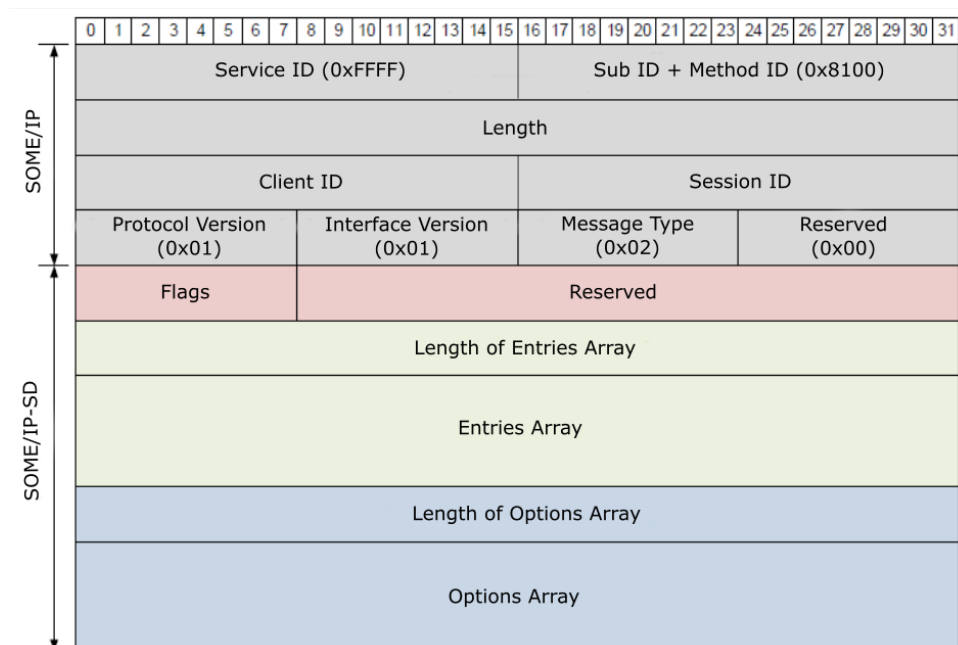 0 1 2 3 4 5 6 7 8 9 10 11 12 13 14 15 16 17 18 19 20 21 22 23 24 25 26 27 28 29 30 31
SOME/IP
Service ID (0xFFFF) Sub ID + Method ID (0x8100)
Length
Client ID Session ID
Protocol Version Interface Version Message Type Reserved
(0x01) (0x01) (0x02) (0x00)
SOME/IP-SD
Flags Reserved
Length of Entries Array
Entries Array
Length of Options Array
Options Array